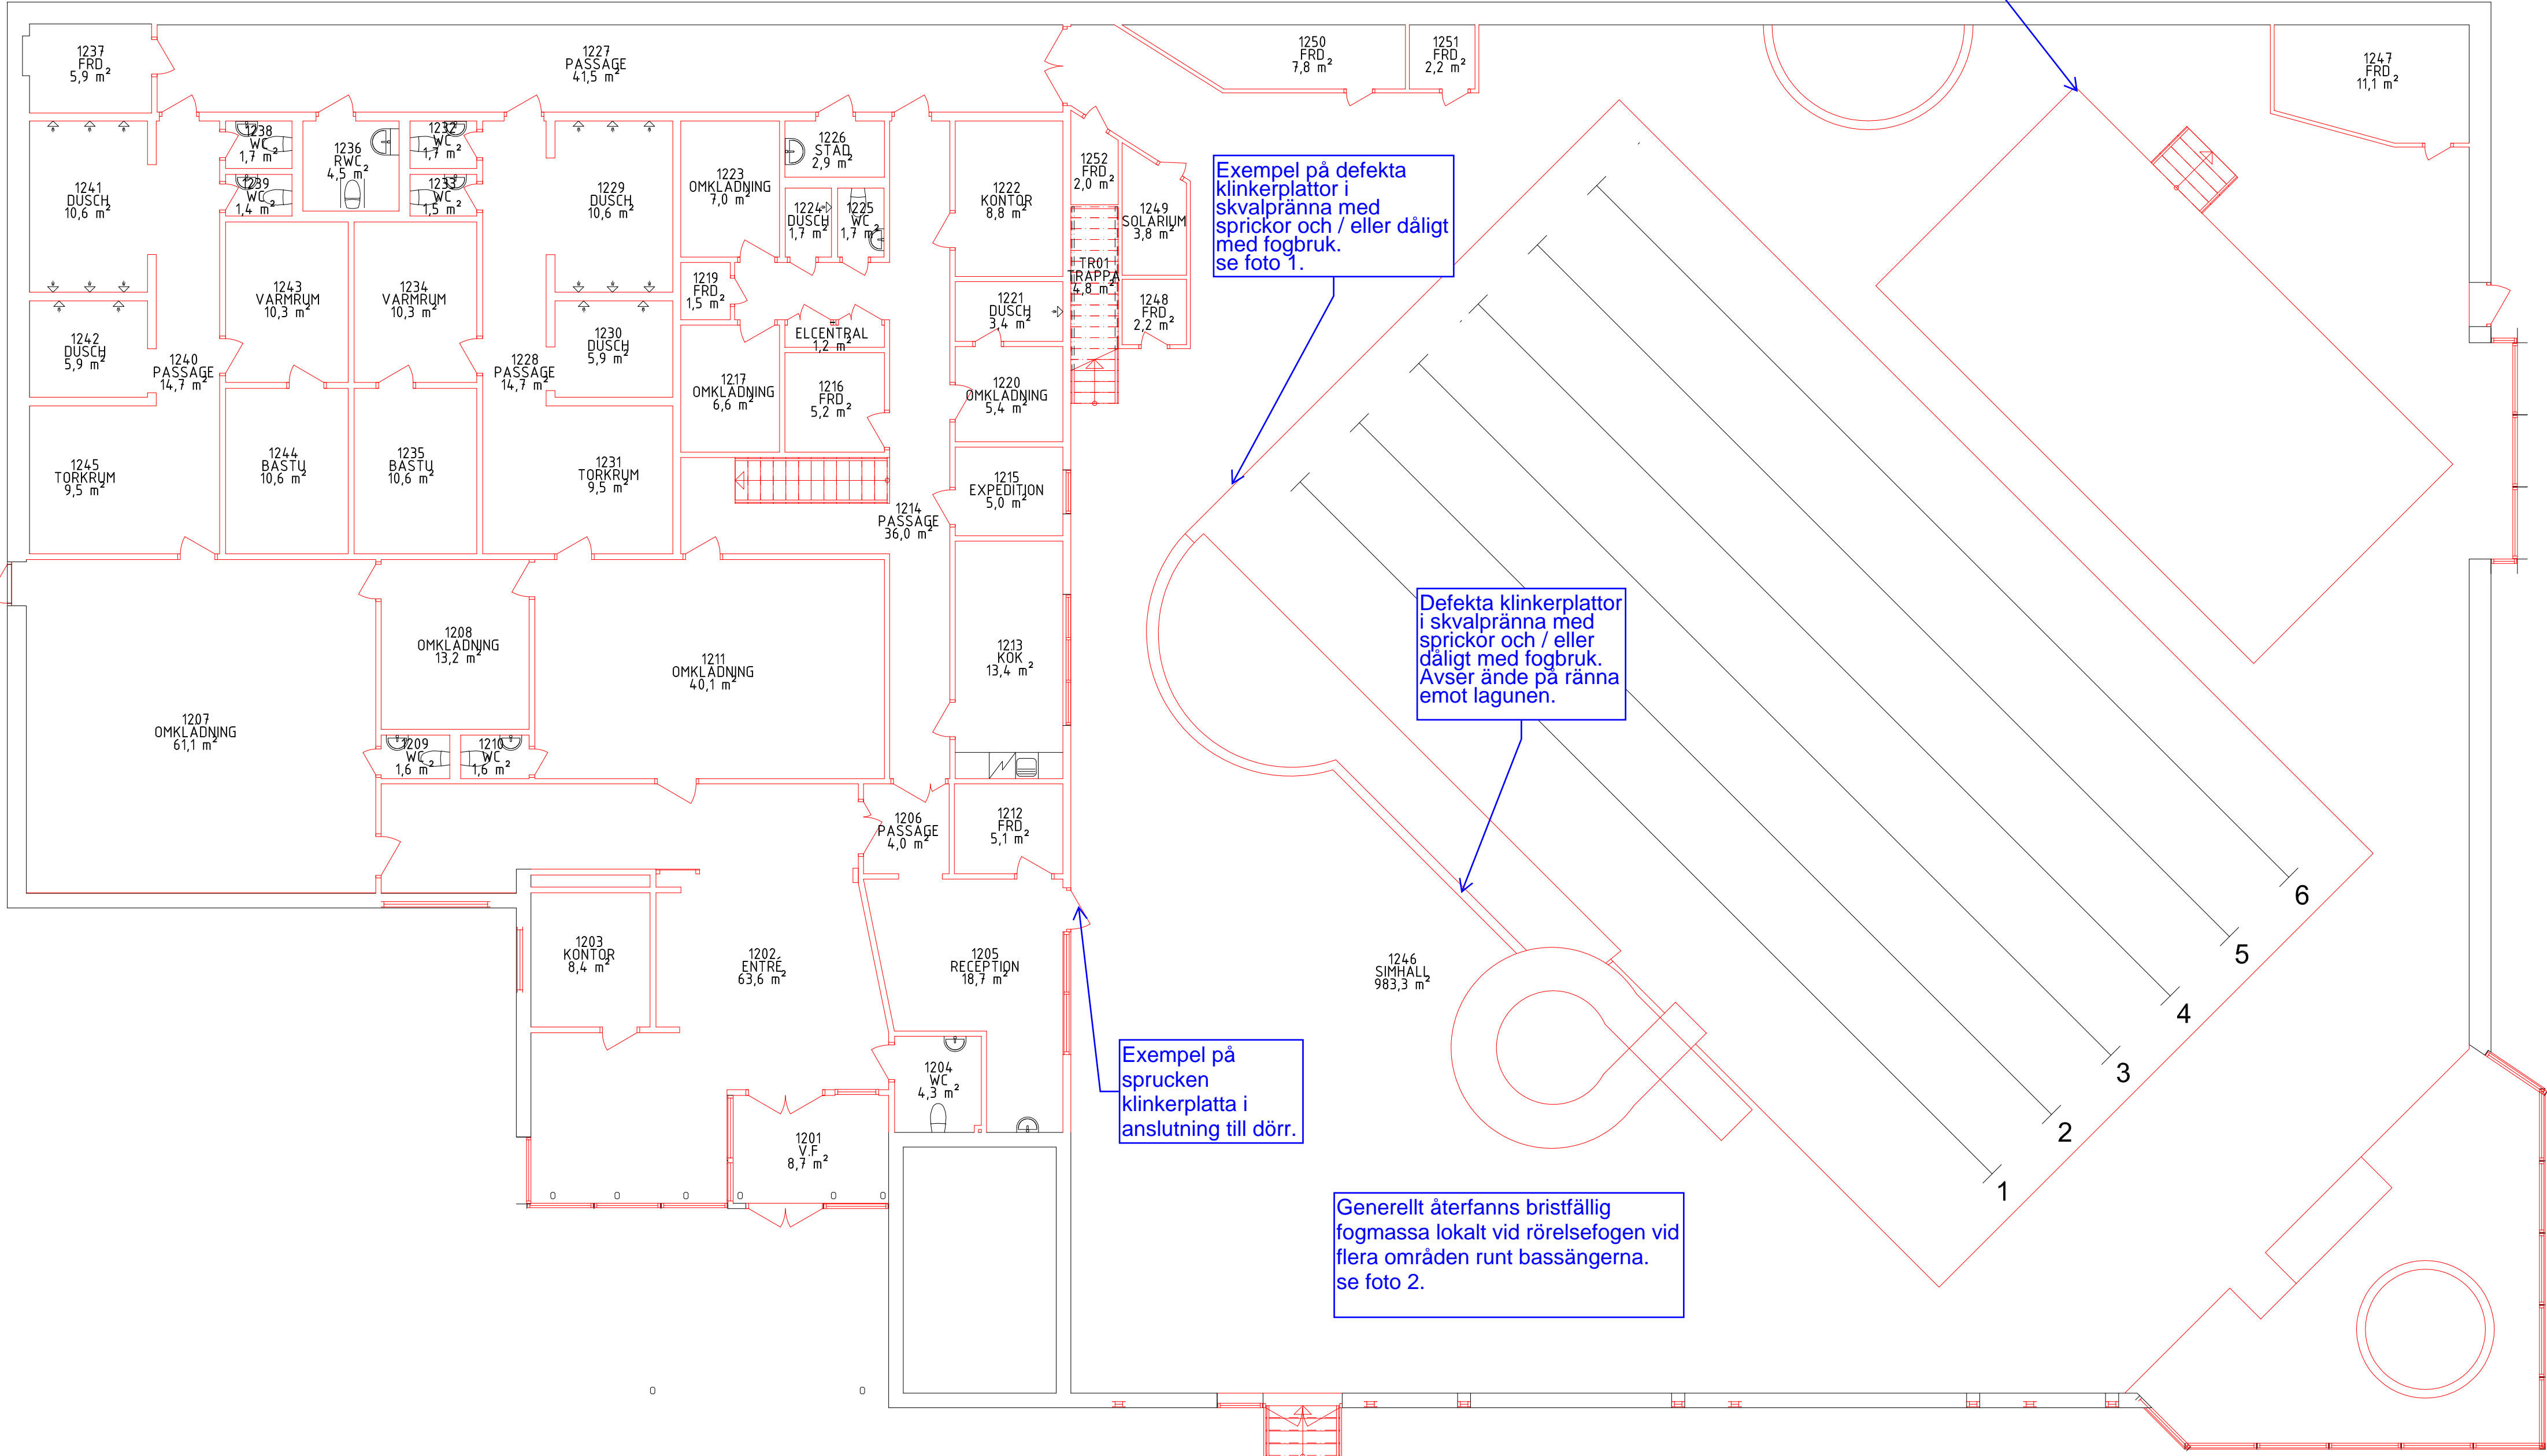 1237
FRD
5,9 m²
1227
PASSAGE
41,5 m²
1250
FRD
7,8 m²
1251
FRD
2,2 m²
1247
FRD
11,1 m²
1238
WC
1,7 m²
1236
RWC
4,5 m²
1232
WC
1,7 m²
1239
WC
1,4 m²
1233
WC
1,5 m²
1241
DUSCH
10,6 m²
1229
DUSCH
10,6 m²
1223
OMKLÄDNING
7,0 m²
1226
STÄD
2,9 m²
1224
DUSCH
1,7 m²
1225
WC
1,7 m²
1222
KONTOR
8,8 m²
1252
FRD
2,0 m²
1249
SOLARIUM
3,8 m²
TR01
TRAPPA
4,8 m²
1248
FRD
2,2 m²
Exempel på defekta
klinkerplattor i
skvalpränna med
sprickor och / eller dåligt
med fogbruk.
se foto 1.
1243
VARMRUM
10,3 m²
1234
VARMRUM
10,3 m²
1219
FRD
1,5 m²
1221
DUSCH
3,4 m²
ELCENTRAL
1,2 m²
1242
DUSCH
5,9 m²
1240
PASSAGE
14,7 m²
1228
PASSAGE
14,7 m²
1230
DUSCH
5,9 m²
1217
OMKLÄDNING
6,6 m²
1216
FRD
5,2 m²
1220
OMKLÄDNING
5,4 m²
1245
TORKRUM
9,5 m²
1244
BASTU
10,6 m²
1235
BASTU
10,6 m²
1231
TORKRUM
9,5 m²
1215
EXPEDITION
5,0 m²
1214
PASSAGE
36,0 m²
1208
OMKLÄDNING
13,2 m²
1211
OMKLÄDNING
40,1 m²
1213
KÖK
13,4 m²
Defekta klinkerplattor
i skvalpränna med
sprickor och / eller
dåligt med fogbruk.
Avser ände på ränna
emot lagunen.
1207
OMKLÄDNING
61,1 m²
1209
WC
1,6 m²
1210
WC
1,6 m²
1206
PASSAGE
4,0 m²
1212
FRD
5,1 m²
1203
KONTOR
8,4 m²
1202
ENTRÉ
63,6 m²
1205
RECEPTION
18,7 m²
1246
SIMHALL
983,3 m²
6
5
4
3
2
1
Exempel på
sprucken
klinkerplatta i
anslutning till dörr.
1204
WC
4,3 m²
1201
V.F
8,7 m²
Generellt återfanns bristfällig
fogmassa lokalt vid rörelsefogen vid
flera områden runt bassängerna.
se foto 2.